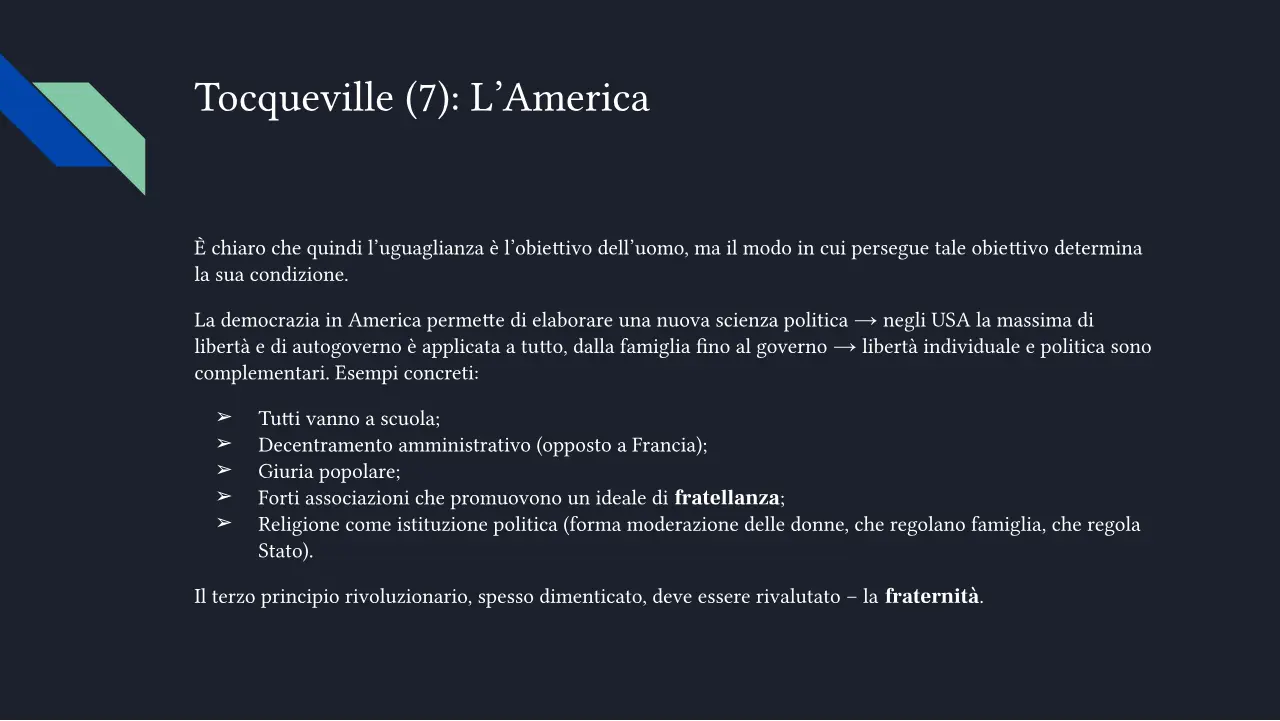 Tocqueville (7): L’America
È chiaro che quindi l’uguaglianza è l’obiettivo dell’uomo, ma il modo in cui persegue tale obiettivo determina
la sua condizione.
La democrazia in America permette di elaborare una nuova scienza politica → negli USA la massima di
libertà e di autogoverno è applicata a tutto, dalla famiglia fino al governo → libertà individuale e politica sono
complementari. Esempi concreti:
➢ Tutti vanno a scuola;
➢ Decentramento amministrativo (opposto a Francia);
➢ Giuria popolare;
➢ Forti associazioni che promuovono un ideale di fratellanza;
➢ Religione come istituzione politica (forma moderazione delle donne, che regolano famiglia, che regola
Stato).
Il terzo principio rivoluzionario, spesso dimenticato, deve essere rivalutato – la fraternità.